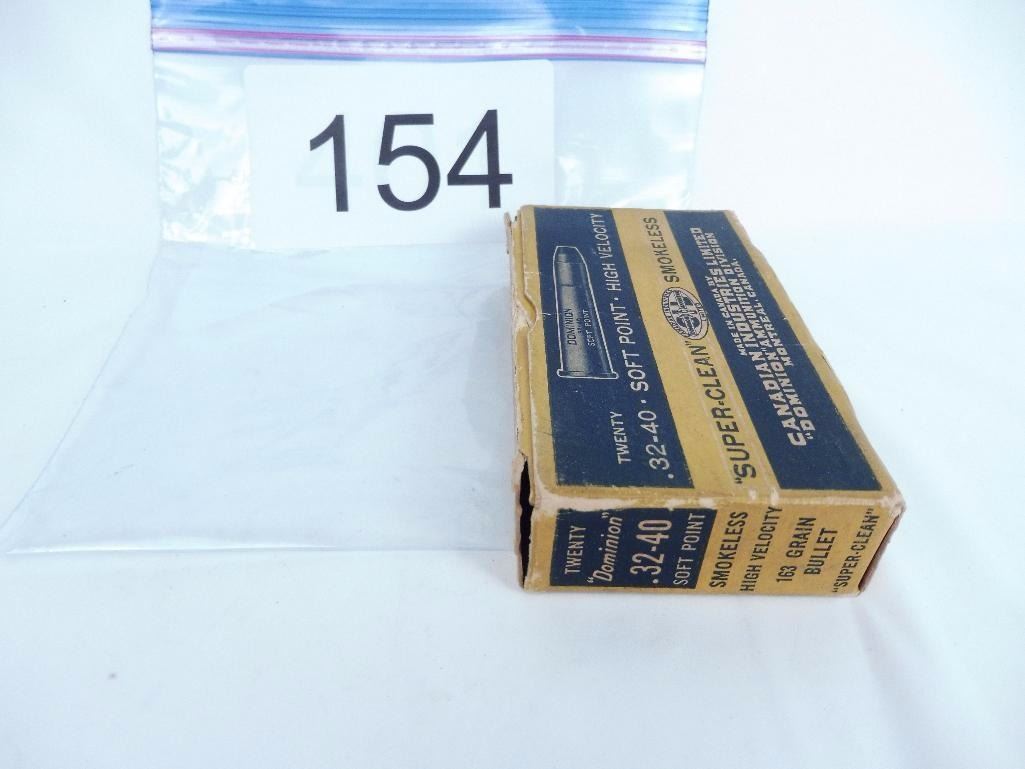 154
DOMINION
SOFT POINT
TWENTY
.32-40 · SOFT POINT · HIGH VELOCITY
"SUPER-CLEAN" SMOKELESS
MADE IN CANADA BY
CANADIAN INDUSTRIES LIMITED
"DOMINION" AMMUNITION DIVISION
MONTREAL, CANADA.
TWENTY
"Dominion"
.32-40
SOFT POINT
SMOKELESS
HIGH VELOCITY
163 GRAIN
BULLET
"SUPER-CLEAN"